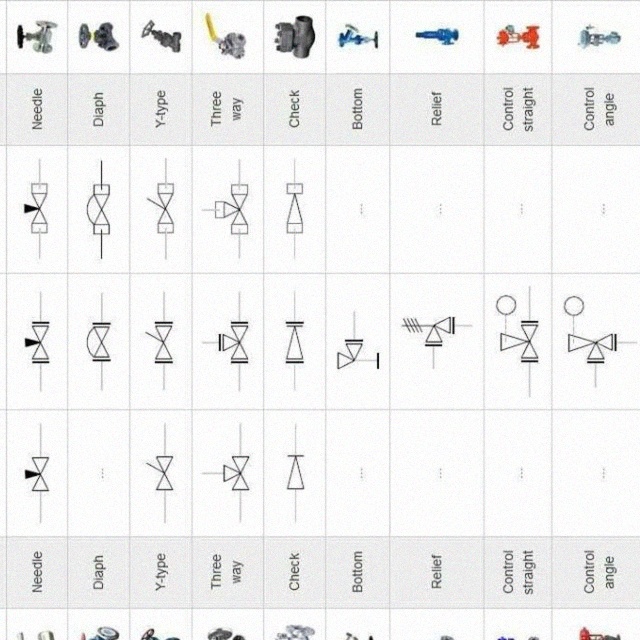 Needle
Diaph
Y-type
Three
way
Check
Bottom
Relief
Control
straight
Control
angle
...
...
...
...
...
...
...
...
...
Needle
Diaph
Y-type
Three
way
Check
Bottom
Relief
Control
straight
Control
angle